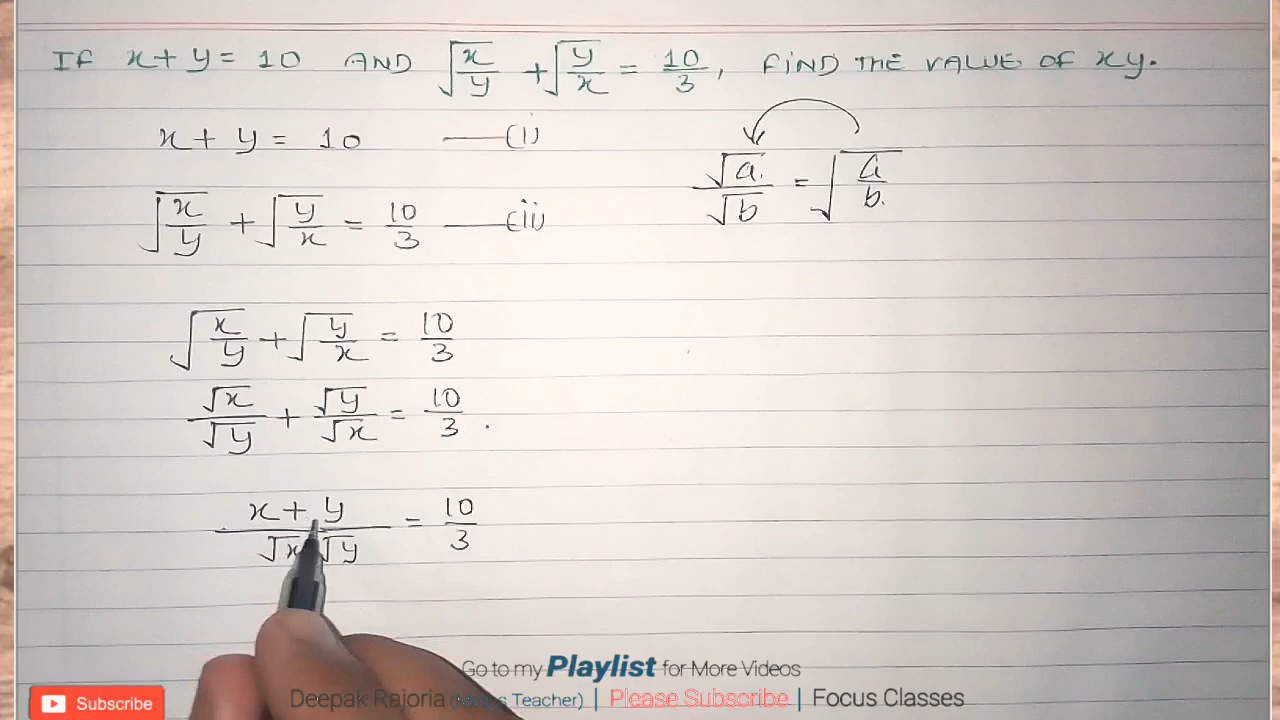 IF x + y = 10 AND √(x/y) + √(y/x) = 10/3, FIND THE VALUE OF xy.
x + y = 10 —(i)
√a/√b = √(a/b)
√(x/y) + √(y/x) = 10/3 —(ii)
√(x/y) + √(y/x) = 10/3
√x/√y + √y/√x = 10/3.
x + y/√x √y = 10/3
Go to my Playlist for More Videos
Subscribe
Deepak Rajoria Teacher) | Please Subscribe | Focus Classes